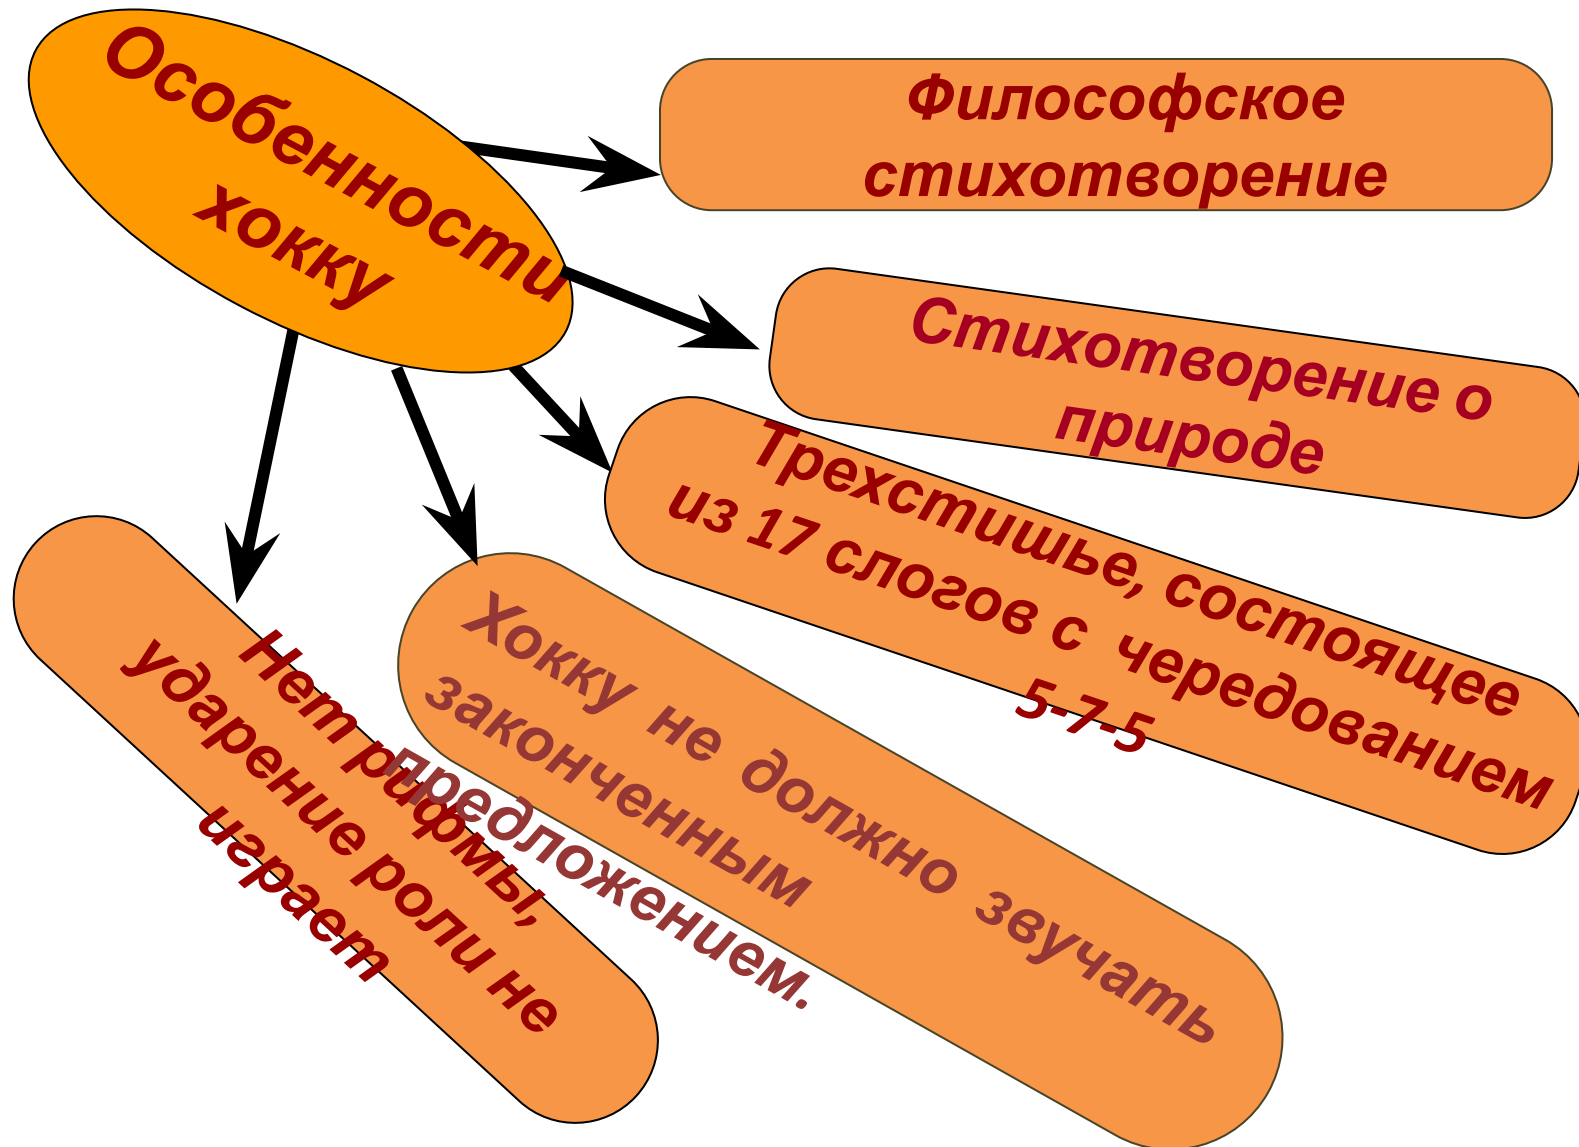 Особенности
хокку
Философское
стихотворение
Стихотворение о
природе
Трехстишье, состоящее
из 17 слогов с чередованием
5-7-5
Хокку не должно звучать
законченным
предложением.
Нет рифмы,
ударение роли не
играет